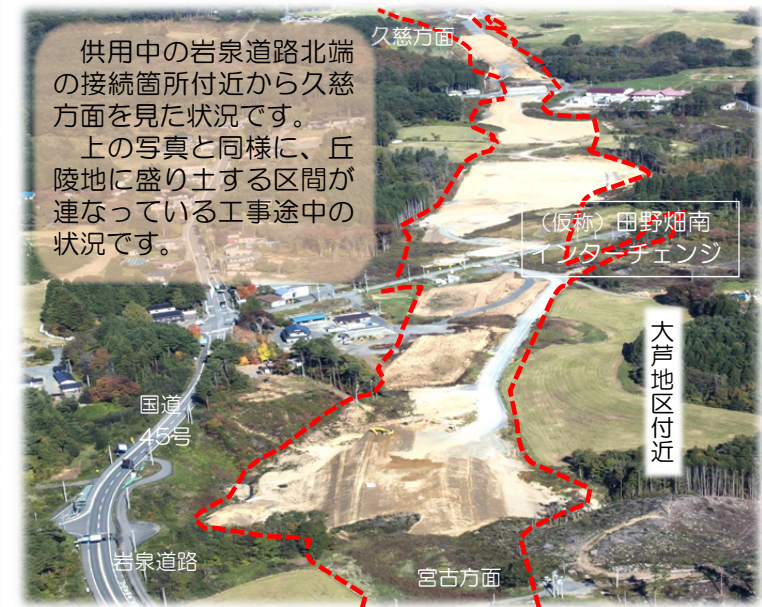 久慈方面
　供用中の岩泉道路北端
の接続箇所付近から久慈
方面を見た状況です。
　上の写真と同様に、丘
陵地に盛り土する区間が
連なっている工事途中の
状況です。
（仮称）田野畑南
インターチェンジ
大芦地区付近
国道
45号
岩泉道路
宮古方面